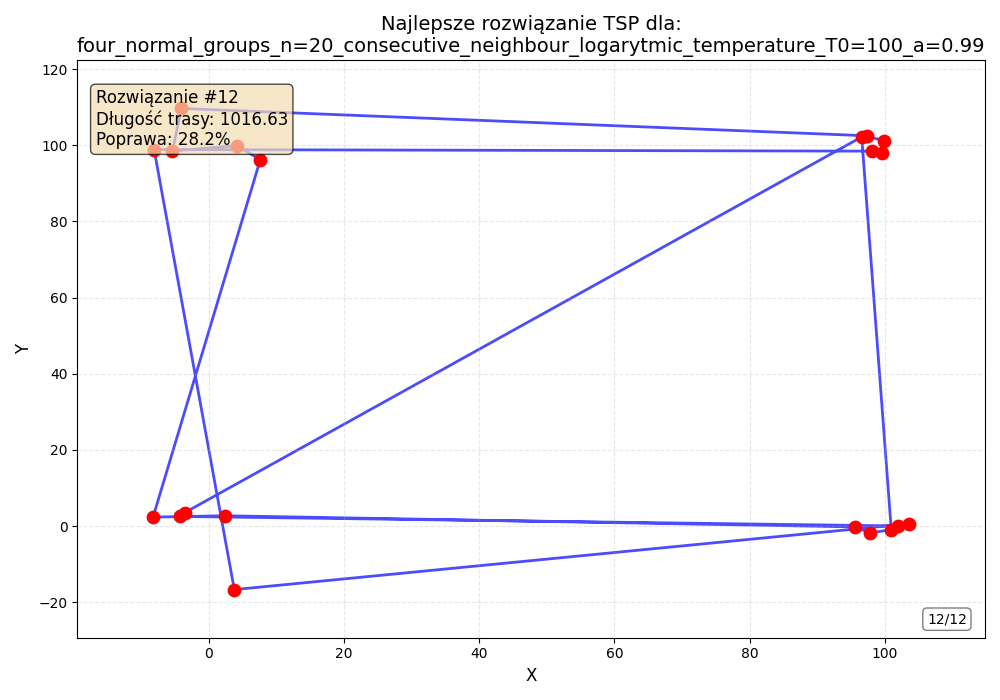 Najlepsze rozwiązanie TSP dla:
four_normal_groups_n=20_consecutive_neighbour_logarytmic_temperature_T0=100_a=0.99
120
Rozwiązanie #12
Długość trasy: 1016.63
Poprawa: 28.2%
100
80
60
Y
40
20
0
−20
12/12
0 20 40 60 80 100
X